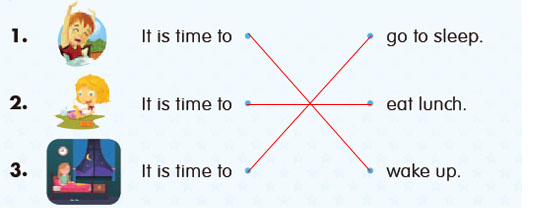 1. It is time to go to sleep.
2. It is time to eat lunch.
3. It is time to wake up.